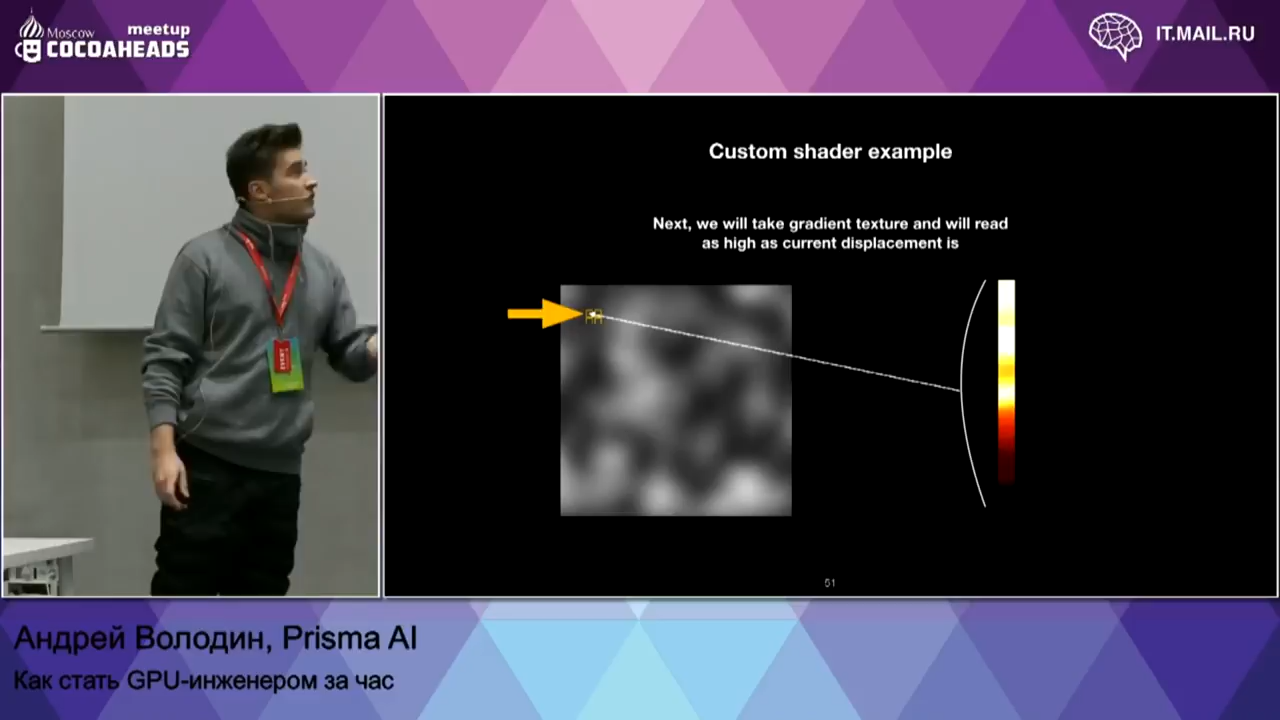 Moscow meetup
COCOAHEADS
IT.MAIL.RU
Custom shader example
Next, we will take gradient texture and will read
as high as current displacement is
51
Андрей Володин, Prisma AI
Как стать GPU-инженером за час